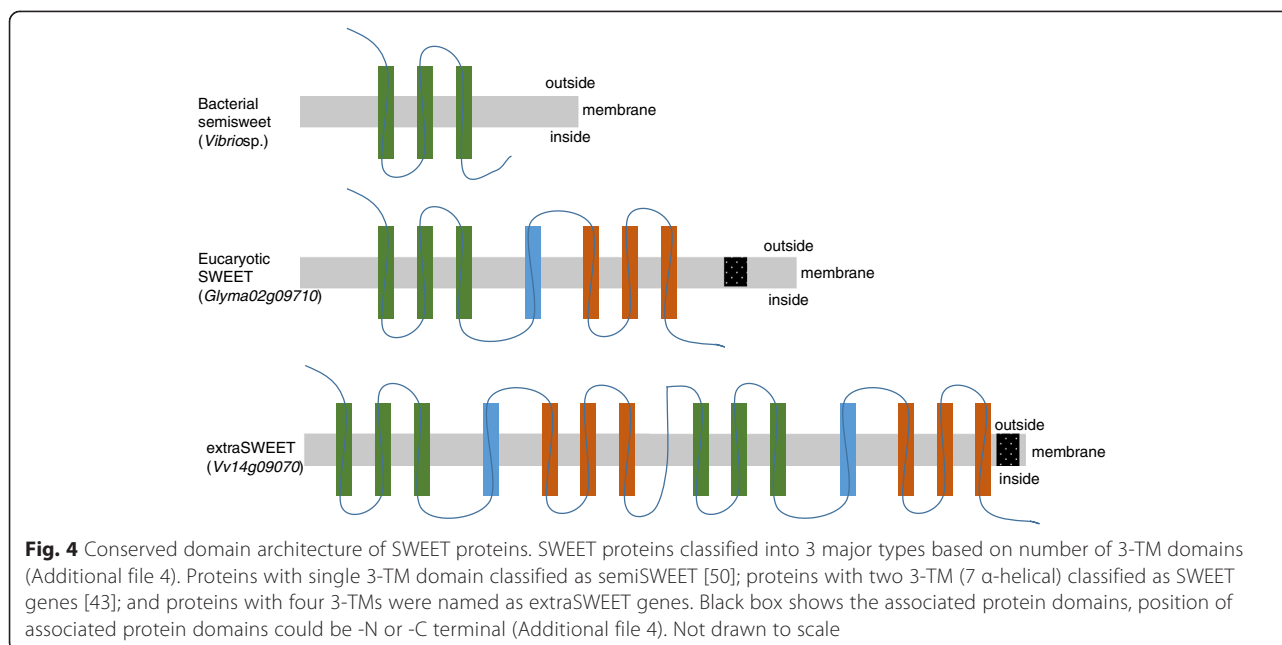 outside
Bacterial
semisweet
(Vibriosp.)
membrane
inside
Eucaryotic
SWEET
(Glyma02g09710)
outside
membrane
inside
extraSWEET
(Vv14g09070)
outside
membrane
inside
Fig. 4 Conserved domain architecture of SWEET proteins. SWEET proteins classified into 3 major types based on number of 3-TM domains
(Additional file 4). Proteins with single 3-TM domain classified as semiSWEET [50]; proteins with two 3-TM (7 α-helical) classified as SWEET
genes [43]; and proteins with four 3-TMs were named as extraSWEET genes. Black box shows the associated protein domains, position of
associated protein domains could be -N or -C terminal (Additional file 4). Not drawn to scale